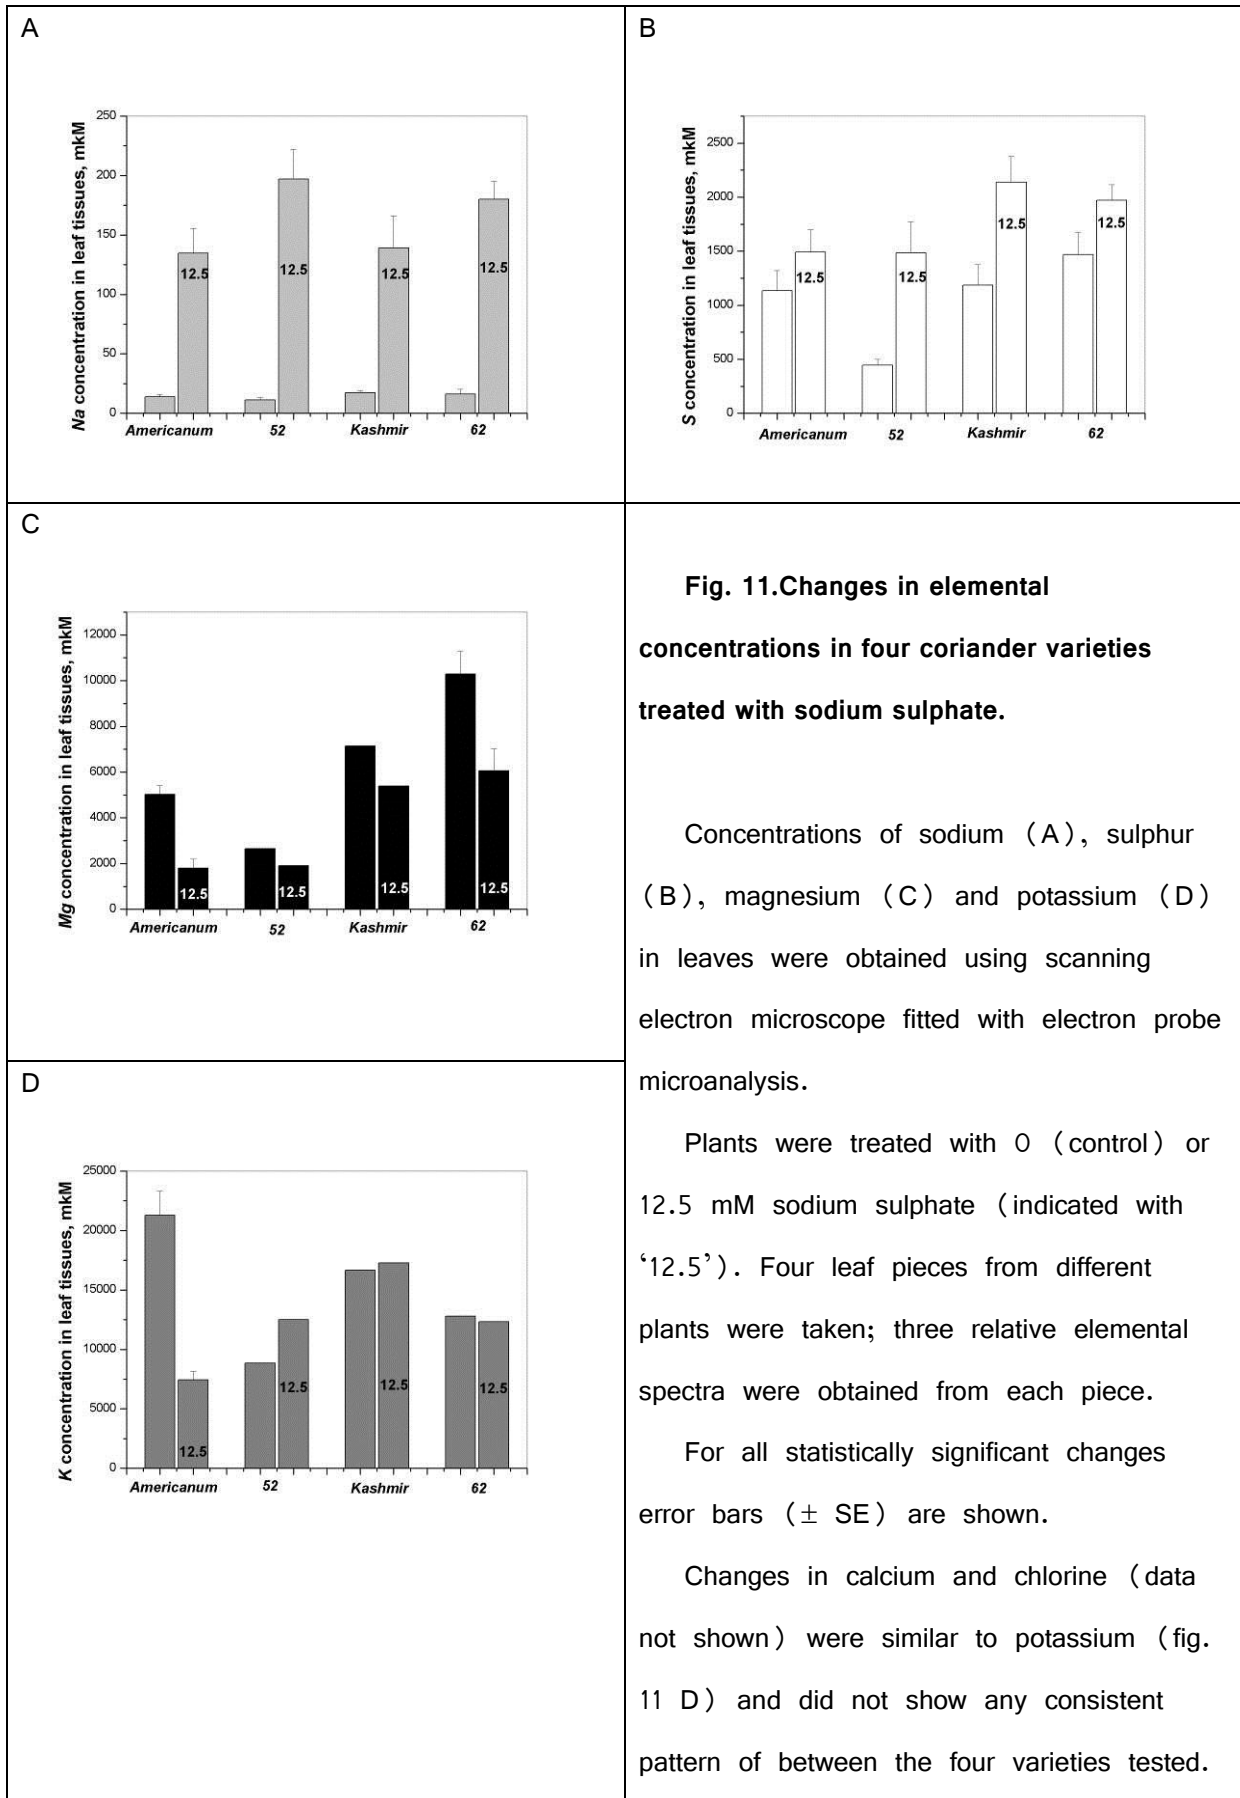 A
Na concentration in leaf tissues, mkM
250
200
150
100
50
0
12.5
12.5
12.5
12.5
Americanum 52 Kashmir 62
B
S concentration in leaf tissues, mkM
2500
2000
1500
1000
500
0
12.5
12.5
12.5
12.5
Americanum 52 Kashmir 62
C
Mg concentration in leaf tissues, mkM
12000
10000
8000
6000
4000
2000
0
12.5
12.5
12.5
12.5
Americanum 52 Kashmir 62
Fig. 11.Changes in elemental
concentrations in four coriander varieties
treated with sodium sulphate.
Concentrations of sodium (A), sulphur
(B), magnesium (C) and potassium (D)
in leaves were obtained using scanning
electron microscope fitted with electron probe
microanalysis.
Plants were treated with 0 (control) or
12.5 mM sodium sulphate (indicated with
‘12.5’). Four leaf pieces from different
plants were taken; three relative elemental
spectra were obtained from each piece.
For all statistically significant changes
error bars (± SE) are shown.
Changes in calcium and chlorine (data
not shown) were similar to potassium (fig.
11 D) and did not show any consistent
pattern of between the four varieties tested.
D
K concentration in leaf tissues, mkM
25000
20000
15000
10000
5000
0
12.5
12.5
12.5
12.5
Americanum 52 Kashmir 62